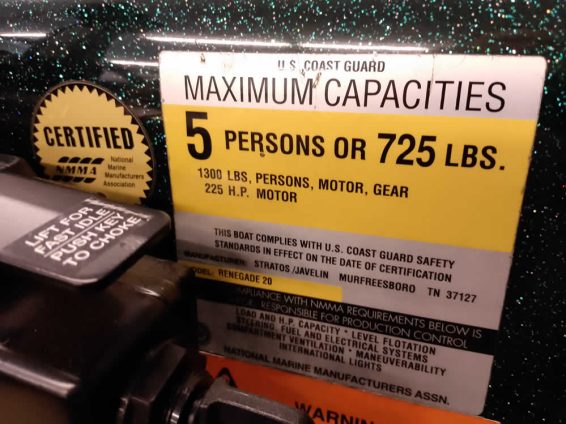 U.S. COAST GUARD
MAXIMUM CAPACITIES
5 PERSONS OR 725 LBS.
1300 LBS, PERSONS, MOTOR, GEAR
225 H.P. MOTOR
THIS BOAT COMPLIES WITH U.S. COAST GUARD SAFETY
STANDARDS IN EFFECT ON THE DATE OF CERTIFICATION
MANUFACTURER: STRATOS/JAVELIN MURFREESBORO TN 37127
MODEL: RENEGADE 20
COMPLIANCE WITH NMMA REQUIREMENTS BELOW IS
RESPONSIBLE FOR PRODUCTION CONTROL
LOAD AND H.P. CAPACITY • LEVEL FLOTATION
STEERING, FUEL AND ELECTRICAL SYSTEMS
COMPARTMENT VENTILATION • MANEUVERABILITY
INTERNATIONAL LIGHTS
NATIONAL MARINE MANUFACTURERS ASSN.
WARNING
CERTIFIED
NMMA
National
Marine
Manufacturers
Association
LIFT FOR
FAST IDLE
PUSH KEY
TO CHOKE